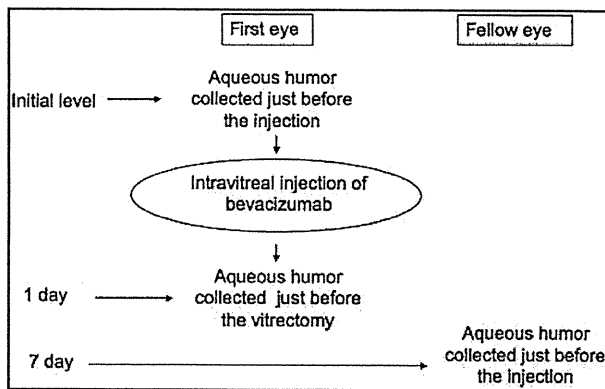 First eye
Fellow eye
Initial level
Aqueous humor
collected just before
the injection
Intravitreal injection of
bevacizumab
1 day
Aqueous humor
collected just before
the vitrectomy
7 day
Aqueous humor
collected just before
the injection